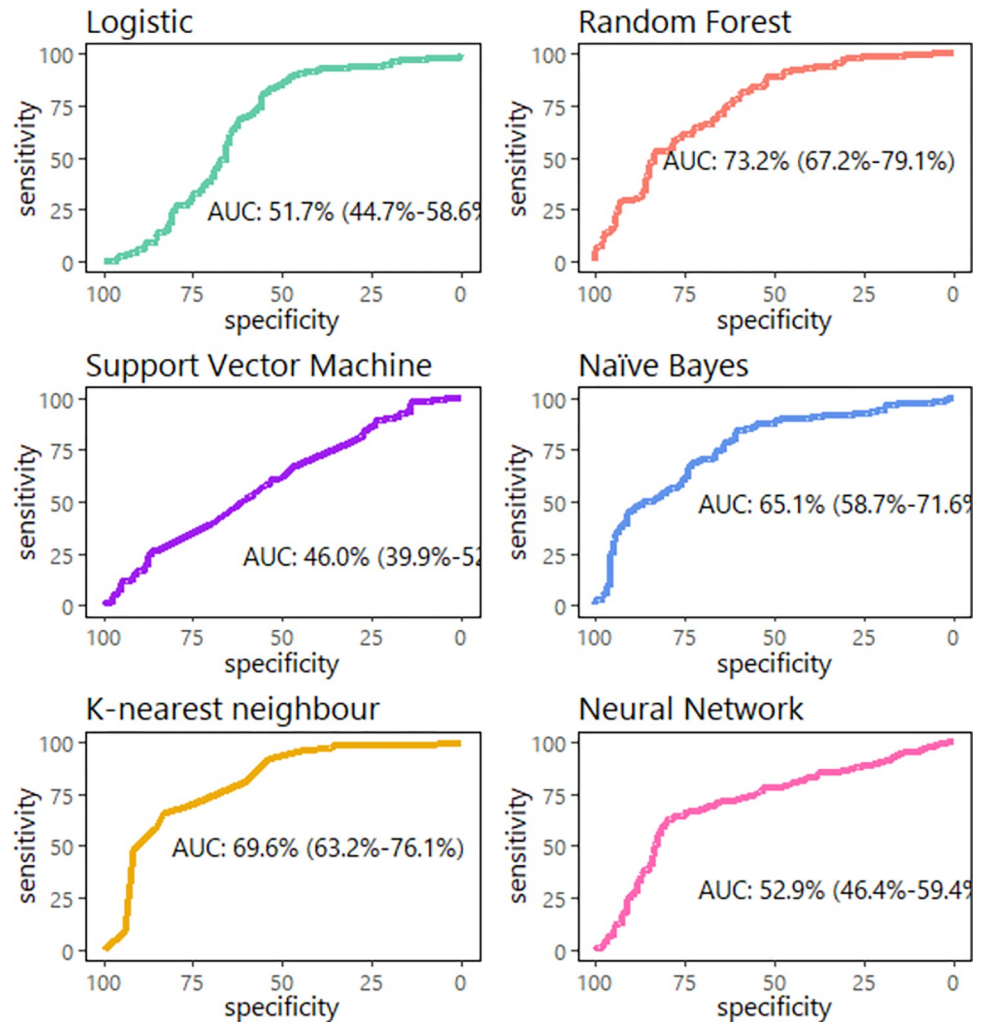 Logistic
100
75
50
25
0
sensitivity
AUC: 51.7% (44.7%-58.6%
100 75 50 25 0
specificity
Random Forest
100
75
50
25
0
sensitivity
AUC: 73.2% (67.2%-79.1%)
100 75 50 25 0
specificity
Support Vector Machine
100
75
50
25
0
sensitivity
AUC: 46.0% (39.9%-52
100 75 50 25 0
specificity
Naïve Bayes
100
75
50
25
0
sensitivity
AUC: 65.1% (58.7%-71.6%
100 75 50 25 0
specificity
K-nearest neighbour
100
75
50
25
0
sensitivity
AUC: 69.6% (63.2%-76.1%)
100 75 50 25 0
specificity
Neural Network
100
75
50
25
0
sensitivity
AUC: 52.9% (46.4%-59.4%
100 75 50 25 0
specificity